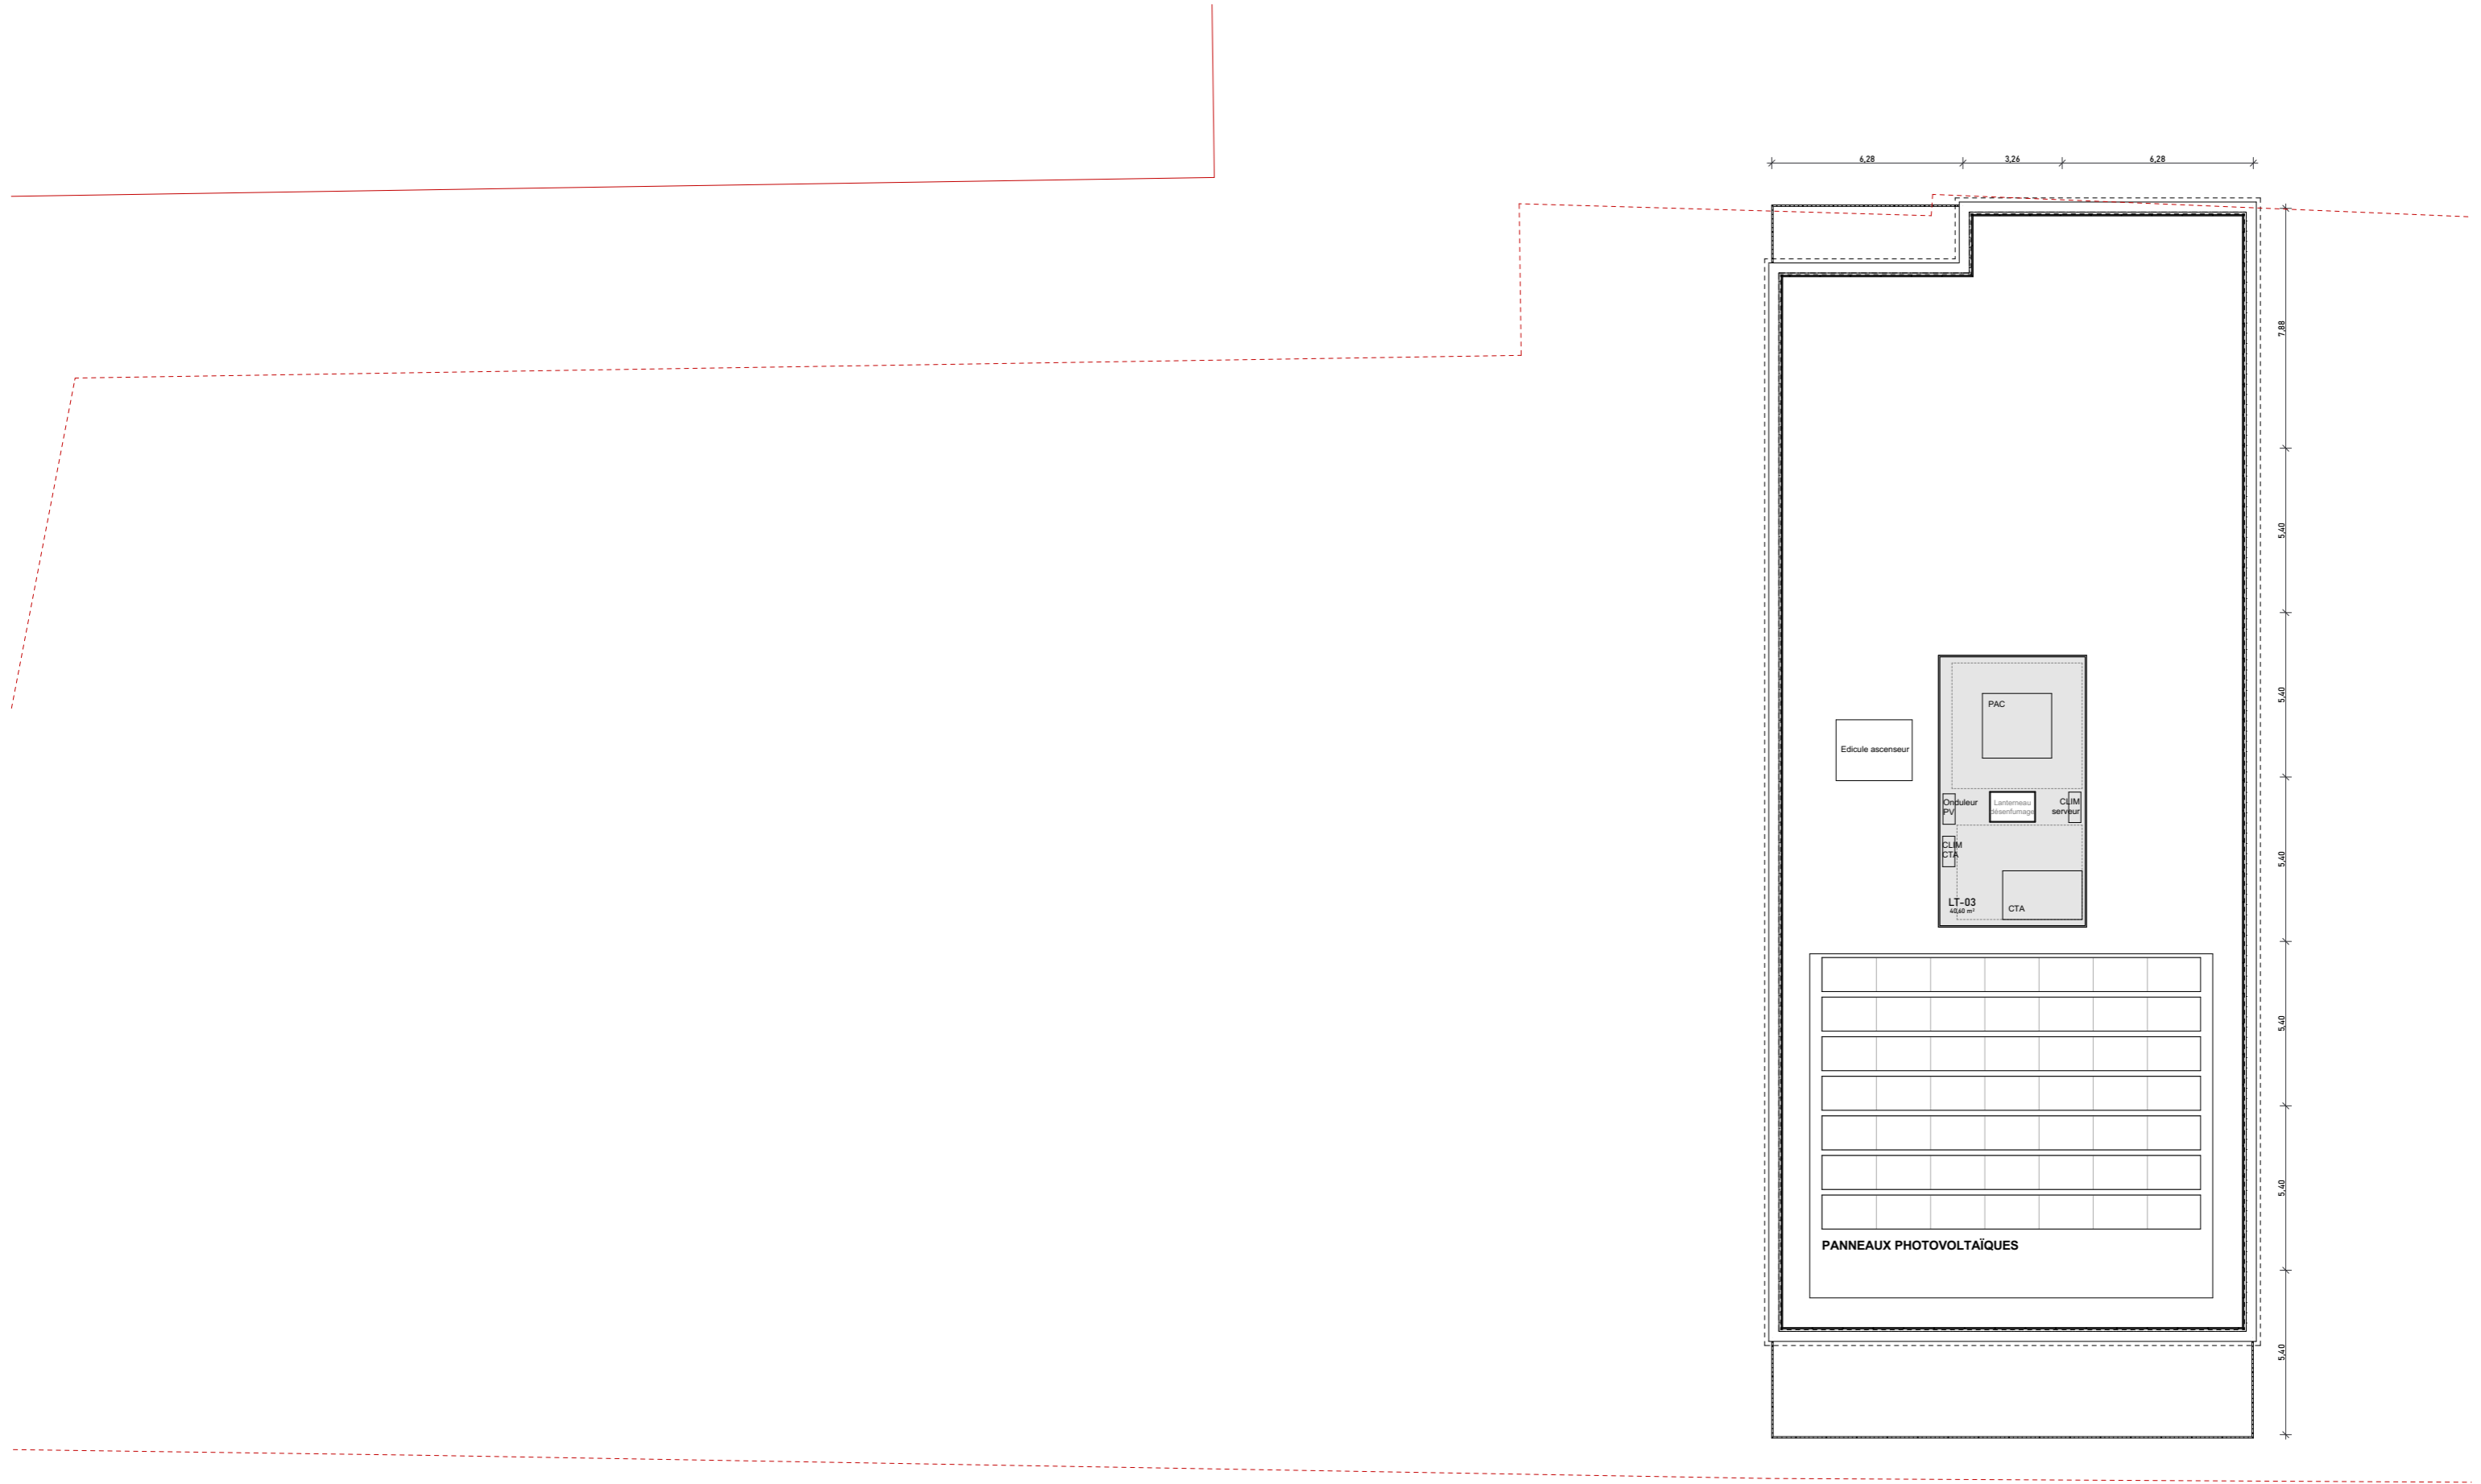 6,28 3,26 6,28
7,88
5,40
5,40
PAC
Edicule ascenseur
Onduleur
PV
Lanterneau
désenfumage
CLIM
serveur
CLIM
CTA
5,40
LT-03
40,60 m²
CTA
5,40
5,40
PANNEAUX PHOTOVOLTAÏQUES
5,40